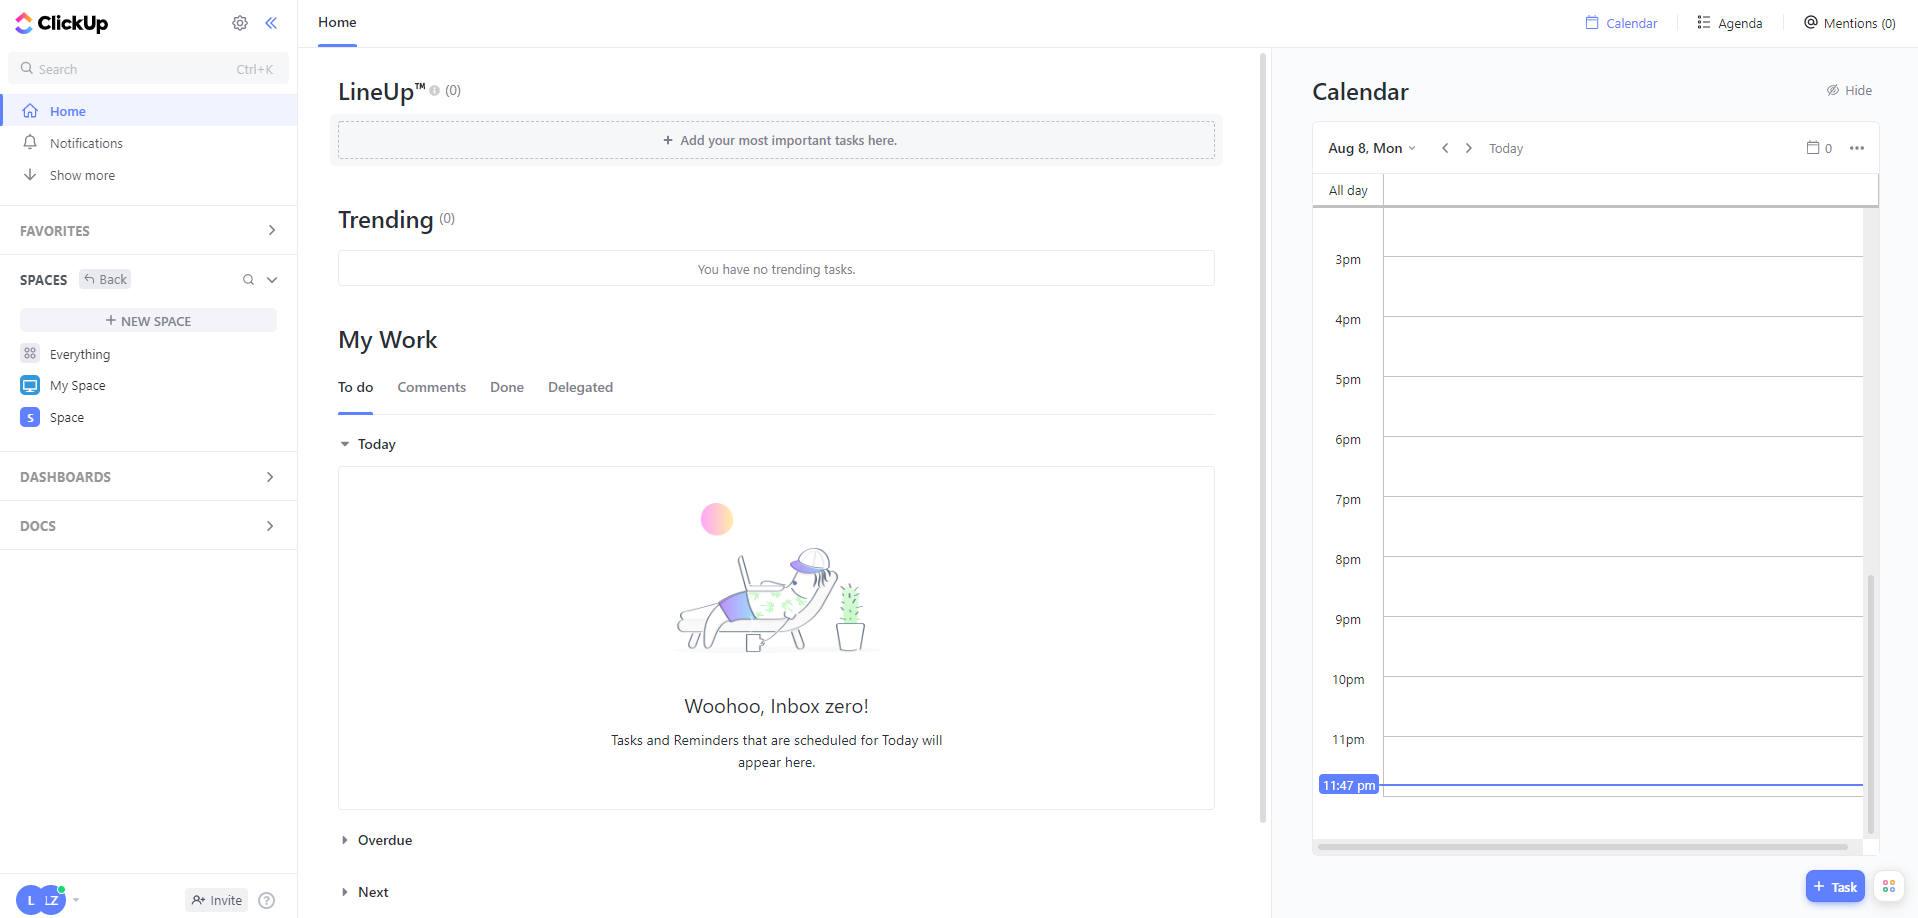 ClickUp
Search Ctrl+K
Home
Notifications
Show more
FAVORITES
SPACES Back
+ NEW SPACE
Everything
My Space
S Space
DASHBOARDS
DOCS
L LZ Invite ?
Home
Calendar Agenda @ Mentions (0)
LineUp™ (0)
+ Add your most important tasks here.
Trending (0)
You have no trending tasks.
My Work
To do Comments Done Delegated
Today
Woohoo, Inbox zero!
Tasks and Reminders that are scheduled for Today will
appear here.
Overdue
Next
Calendar Hide
Aug 8, Mon Today 0
All day
3pm
4pm
5pm
6pm
7pm
8pm
9pm
10pm
11pm
11:47 pm
+ Task